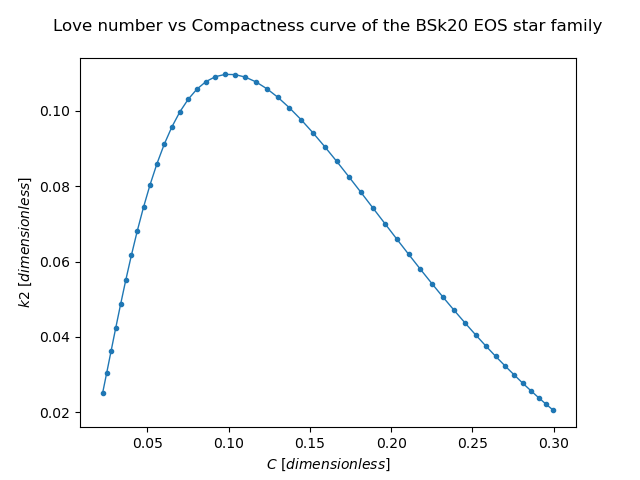 Love number vs Compactness curve of the BSk20 EOS star family
0.10
0.08
0.06
0.04
0.02
k2 [dimensionless]
0.05 0.10 0.15 0.20 0.25 0.30
C [dimensionless]